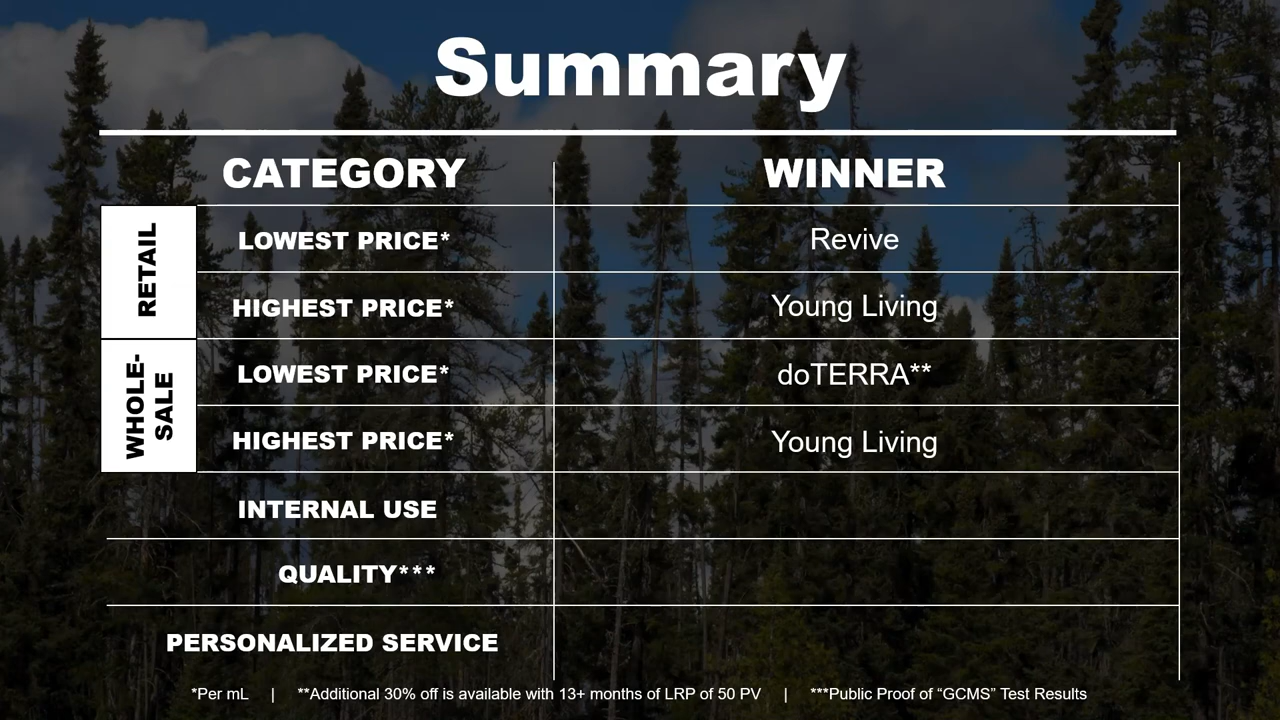 Summary
CATEGORY
WINNER
RETAIL
LOWEST PRICE*
Revive
HIGHEST PRICE*
Young Living
WHOLE-
SALE
LOWEST PRICE*
doTERRA**
HIGHEST PRICE*
Young Living
INTERNAL USE
QUALITY***
PERSONALIZED SERVICE
*Per mL | **Additional 30% off is available with 13+ months of LRP of 50 PV | ***Public Proof of “GCMS” Test Results